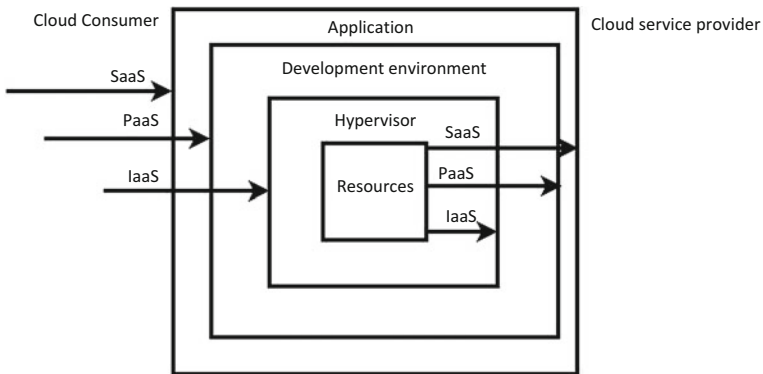 Cloud Consumer
Application
Cloud service provider
Development environment
SaaS
Hypervisor
PaaS
SaaS
PaaS
IaaS
Resources
IaaS